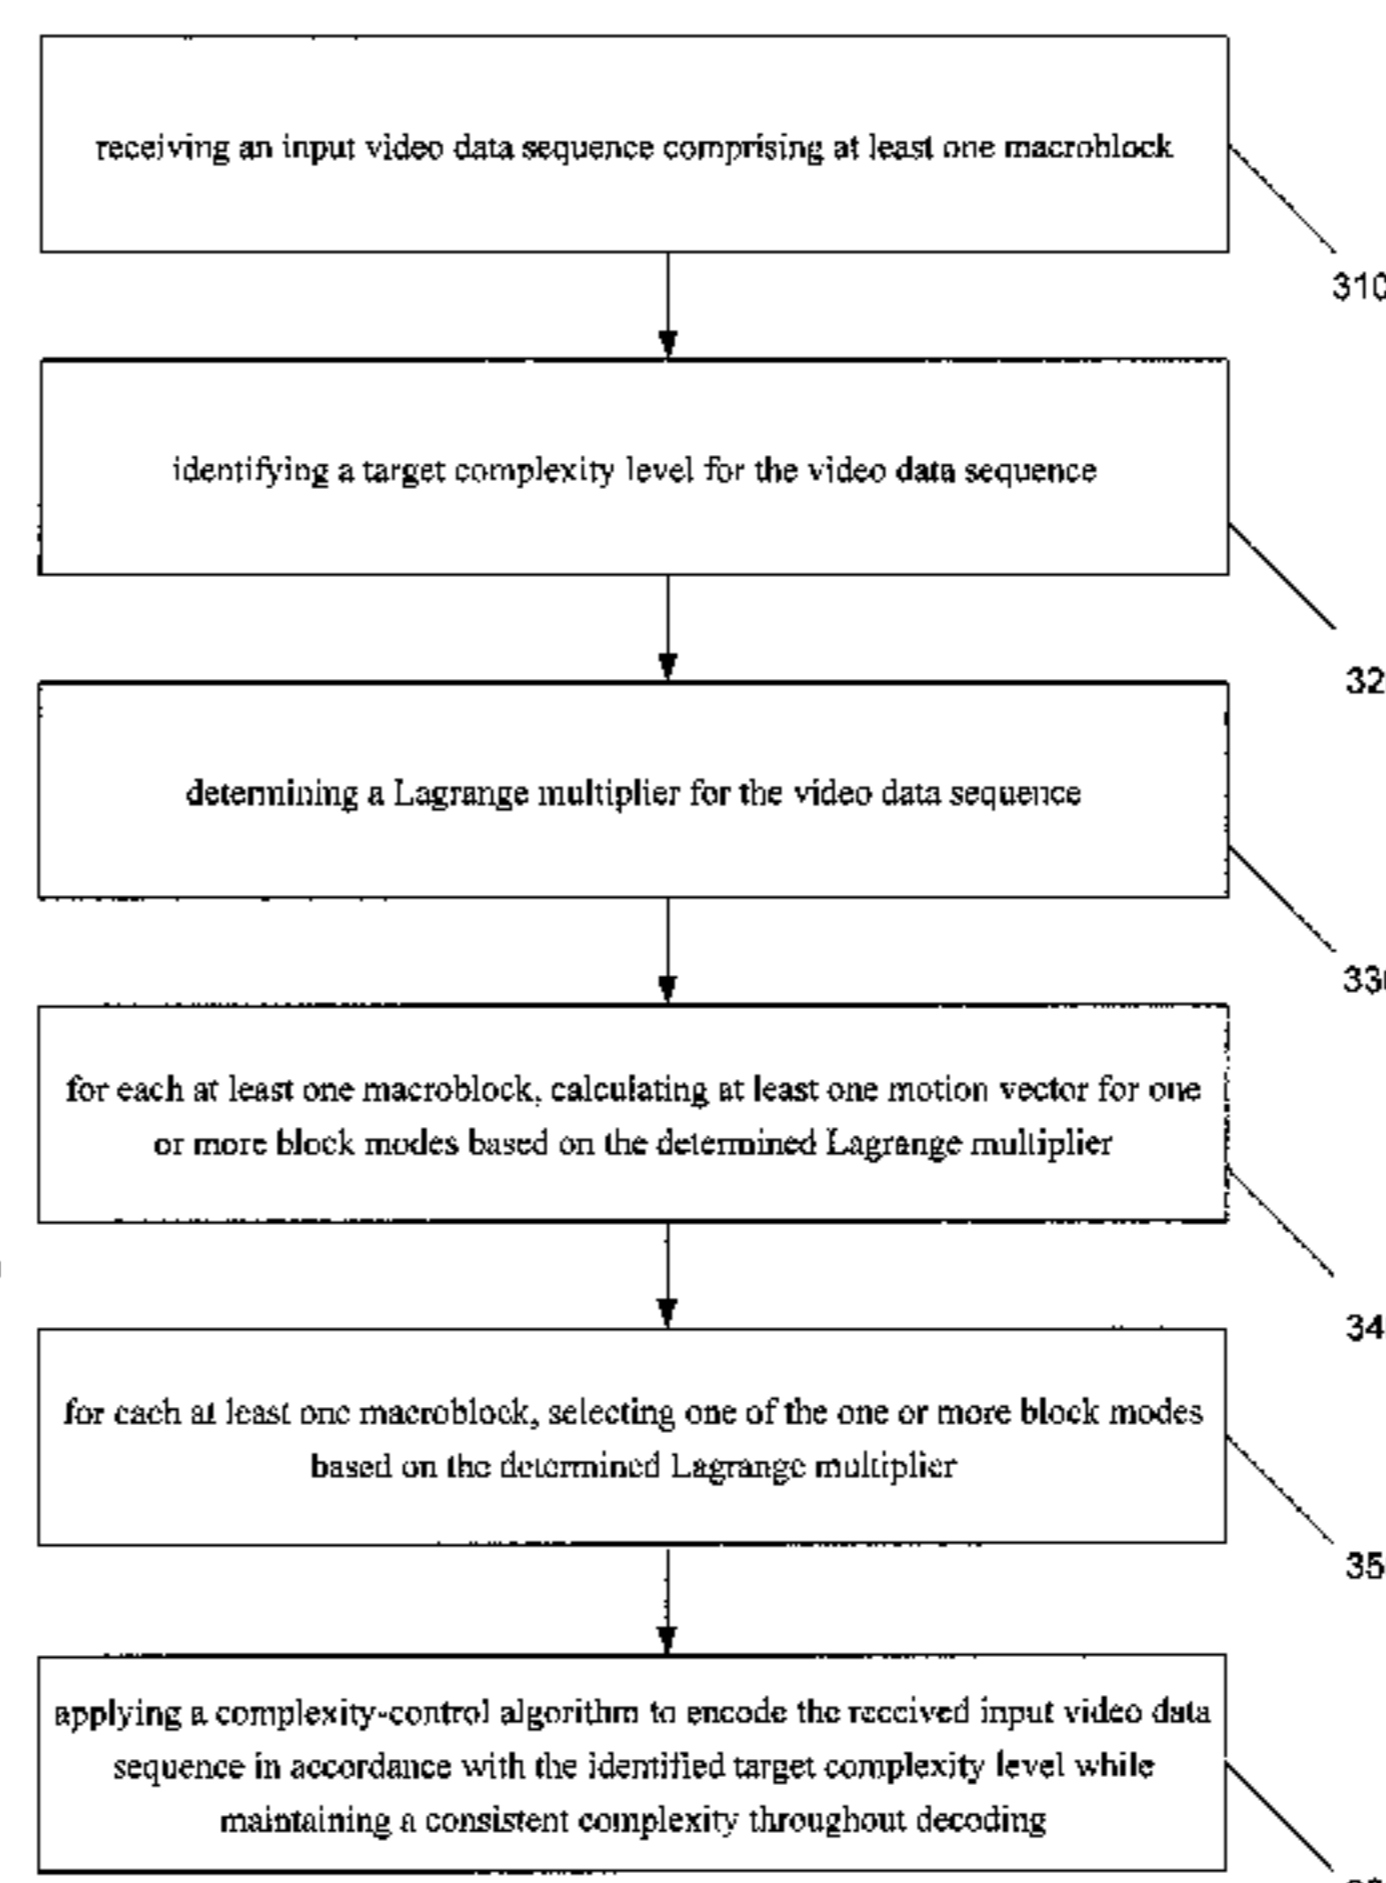 receiving an input video data sequence comprising at least one macroblock
310
identifying a target complexity level for the video data sequence
32
determining a Lagrange multiplier for the video data sequence
33
for each at least one macroblock, calculating at least one motion vector for one
or more block modes based on the determined Lagrange multiplier
34
for each at least one macroblock, selecting one of the one or more block modes
based on the determined Lagrange multiplier
35
applying a complexity-control algorithm to encode the received input video data
sequence in accordance with the identified target complexity level while
maintaining a consistent complexity throughout decoding